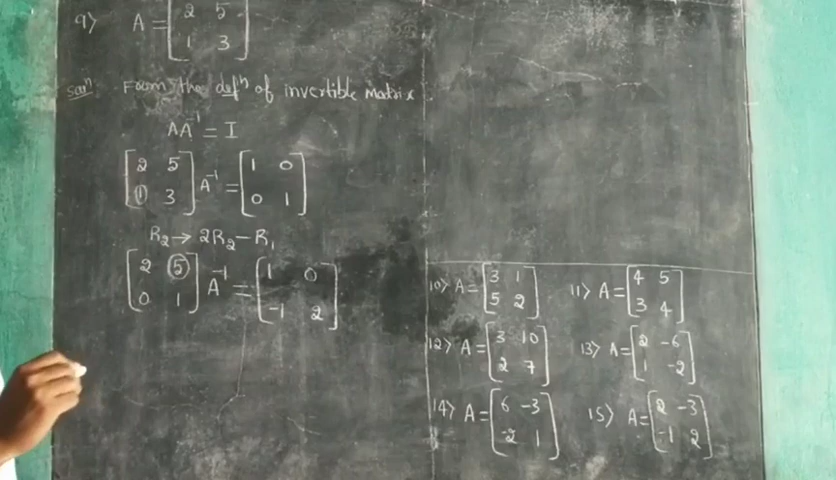 9> A = [2 5
1 3]
Solⁿ From the defⁿ of invertible matrix
AA⁻¹ = I
[2 5
1 3] A⁻¹ = [1 0
0 1]
R₂ → 2R₂ - R₁
[2 5
0 1] A⁻¹ = [1 0
-1 2]
10> A = [3 1
5 2]
11> A = [4 5
3 4]
12> A = [3 10
2 7]
13> A = [2 -6
1 -2]
14> A = [6 -3
-2 1]
15> A = [2 -3
-1 2]